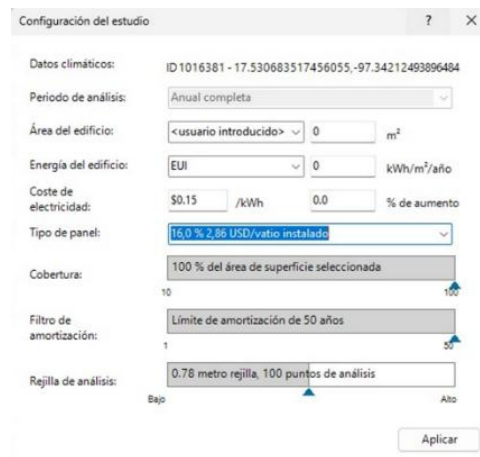 Configuración del estudio ? ×
Datos climáticos: ID1016381 - 17.530683517456055,-97.34212493896484
Periodo de análisis: Anual completa
Área del edificio: <usuario introducido> 0 m²
Energía del edificio: EUI 0 kWh/m²/año
Coste de electricidad: $0.15 /kWh 0.0 % de aumento
Tipo de panel: 16,0 % 2,86 USD/vatio instalado
Cobertura: 100 % del área de superficie seleccionada
10 100
Filtro de amortización: Límite de amortización de 50 años
1 50
Rejilla de análisis: 0.78 metro rejilla, 100 puntos de análisis
Bajo Alto
Aplicar